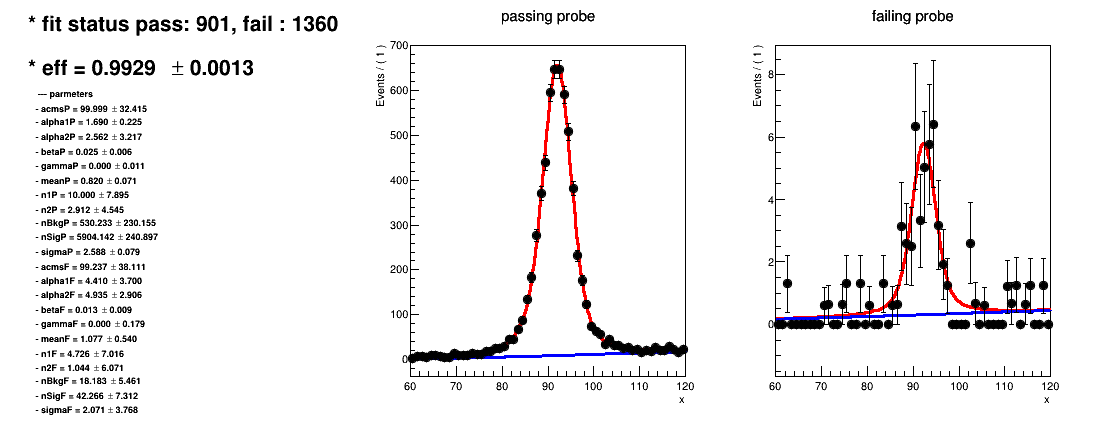 * fit status pass: 901, fail : 1360
* eff = 0.9929 ± 0.0013
--- parmeters
- acmsP = 99.999 ± 32.415
- alpha1P = 1.690 ± 0.225
- alpha2P = 2.562 ± 3.217
- betaP = 0.025 ± 0.006
- gammaP = 0.000 ± 0.011
- meanP = 0.820 ± 0.071
- n1P = 10.000 ± 7.895
- n2P = 2.912 ± 4.545
- nBkgP = 530.233 ± 230.155
- nSigP = 5904.142 ± 240.897
- sigmaP = 2.588 ± 0.079
- acmsF = 99.237 ± 38.111
- alpha1F = 4.410 ± 3.700
- alpha2F = 4.935 ± 2.906
- betaF = 0.013 ± 0.009
- gammaF = 0.000 ± 0.179
- meanF = 1.077 ± 0.540
- n1F = 4.726 ± 7.016
- n2F = 1.044 ± 6.071
- nBkgF = 18.183 ± 5.461
- nSigF = 42.266 ± 7.312
- sigmaF = 2.071 ± 3.768
passing probe
Events / ( 1 )
700
600
500
400
300
200
100
0
60 70 80 90 100 110 120
x
failing probe
Events / ( 1 )
8
6
4
2
0
60 70 80 90 100 110 120
x